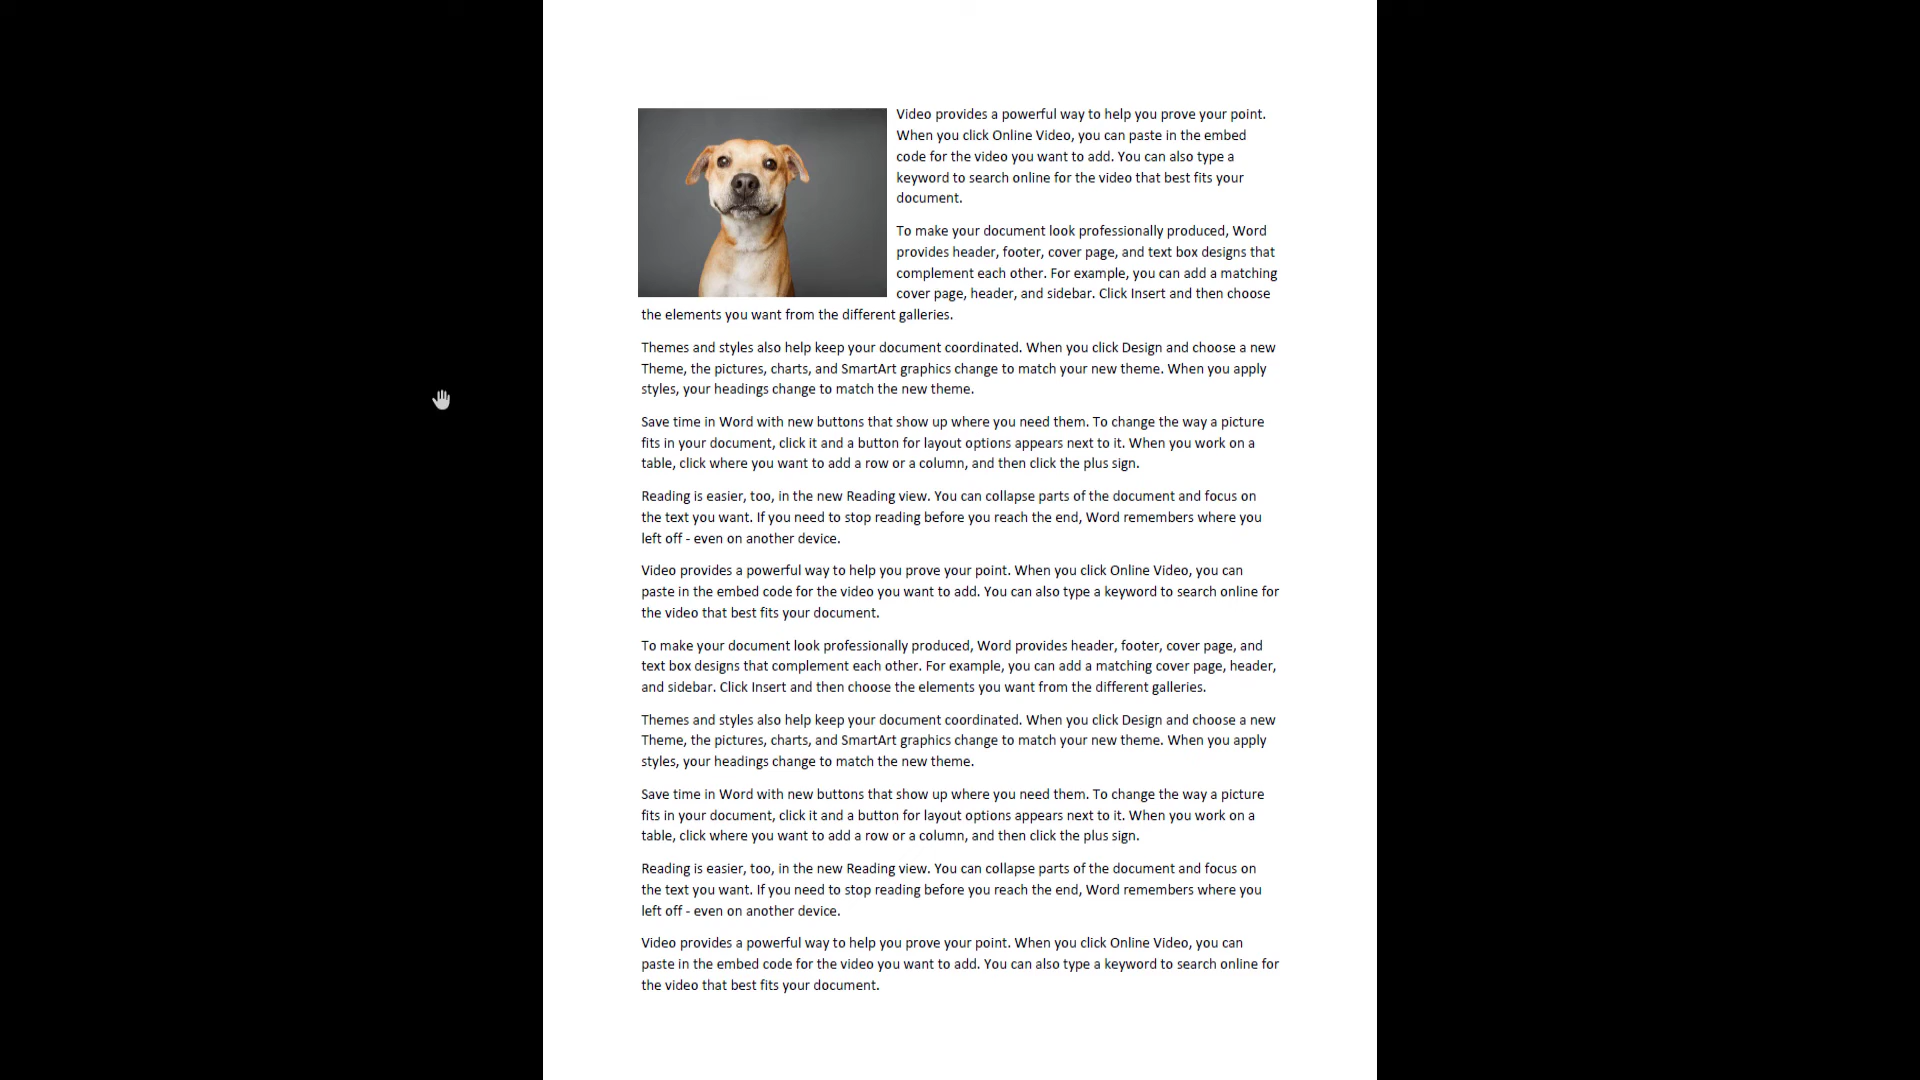 Video provides a powerful way to help you prove your point.
When you click Online Video, you can paste in the embed
code for the video you want to add. You can also type a
keyword to search online for the video that best fits your
document.
To make your document look professionally produced, Word
provides header, footer, cover page, and text box designs that
complement each other. For example, you can add a matching
cover page, header, and sidebar. Click Insert and then choose
the elements you want from the different galleries.
Themes and styles also help keep your document coordinated. When you click Design and choose a new
Theme, the pictures, charts, and SmartArt graphics change to match your new theme. When you apply
styles, your headings change to match the new theme.
Save time in Word with new buttons that show up where you need them. To change the way a picture
fits in your document, click it and a button for layout options appears next to it. When you work on a
table, click where you want to add a row or a column, and then click the plus sign.
Reading is easier, too, in the new Reading view. You can collapse parts of the document and focus on
the text you want. If you need to stop reading before you reach the end, Word remembers where you
left off - even on another device.
Video provides a powerful way to help you prove your point. When you click Online Video, you can
paste in the embed code for the video you want to add. You can also type a keyword to search online for
the video that best fits your document.
To make your document look professionally produced, Word provides header, footer, cover page, and
text box designs that complement each other. For example, you can add a matching cover page, header,
and sidebar. Click Insert and then choose the elements you want from the different galleries.
Themes and styles also help keep your document coordinated. When you click Design and choose a new
Theme, the pictures, charts, and SmartArt graphics change to match your new theme. When you apply
styles, your headings change to match the new theme.
Save time in Word with new buttons that show up where you need them. To change the way a picture
fits in your document, click it and a button for layout options appears next to it. When you work on a
table, click where you want to add a row or a column, and then click the plus sign.
Reading is easier, too, in the new Reading view. You can collapse parts of the document and focus on
the text you want. If you need to stop reading before you reach the end, Word remembers where you
left off - even on another device.
Video provides a powerful way to help you prove your point. When you click Online Video, you can
paste in the embed code for the video you want to add. You can also type a keyword to search online for
the video that best fits your document.